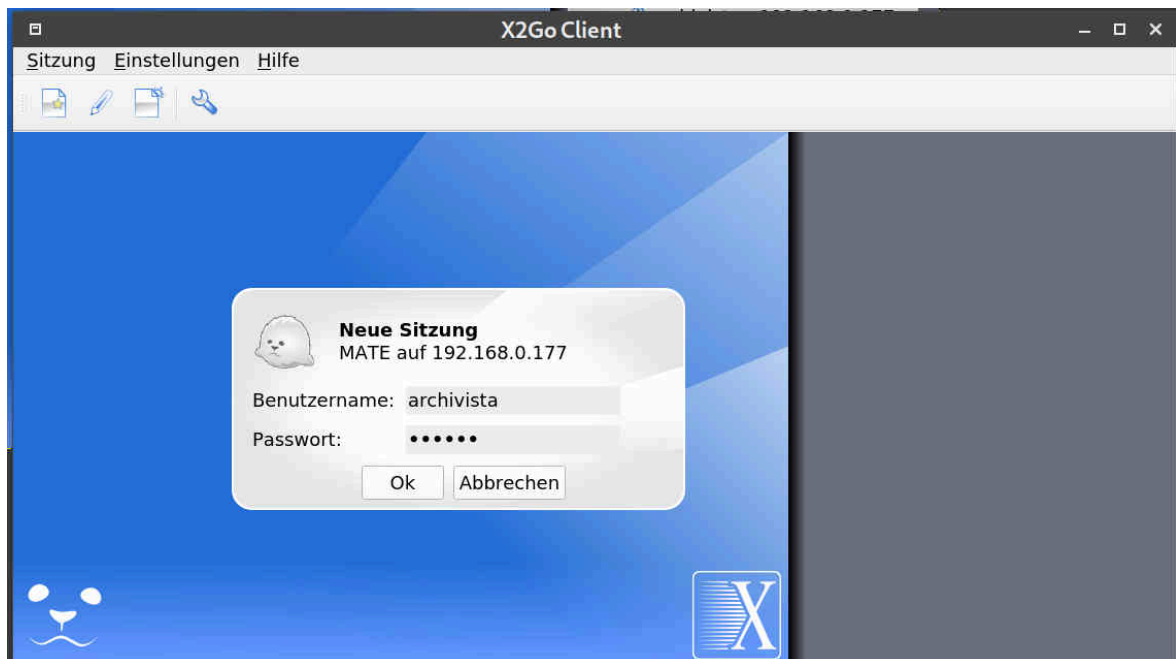 X2Go Client
Sitzung Einstellungen Hilfe
Neue Sitzung
MATE auf 192.168.0.177
Benutzername: archivista
Passwort: ••••••
Ok Abbrechen
X